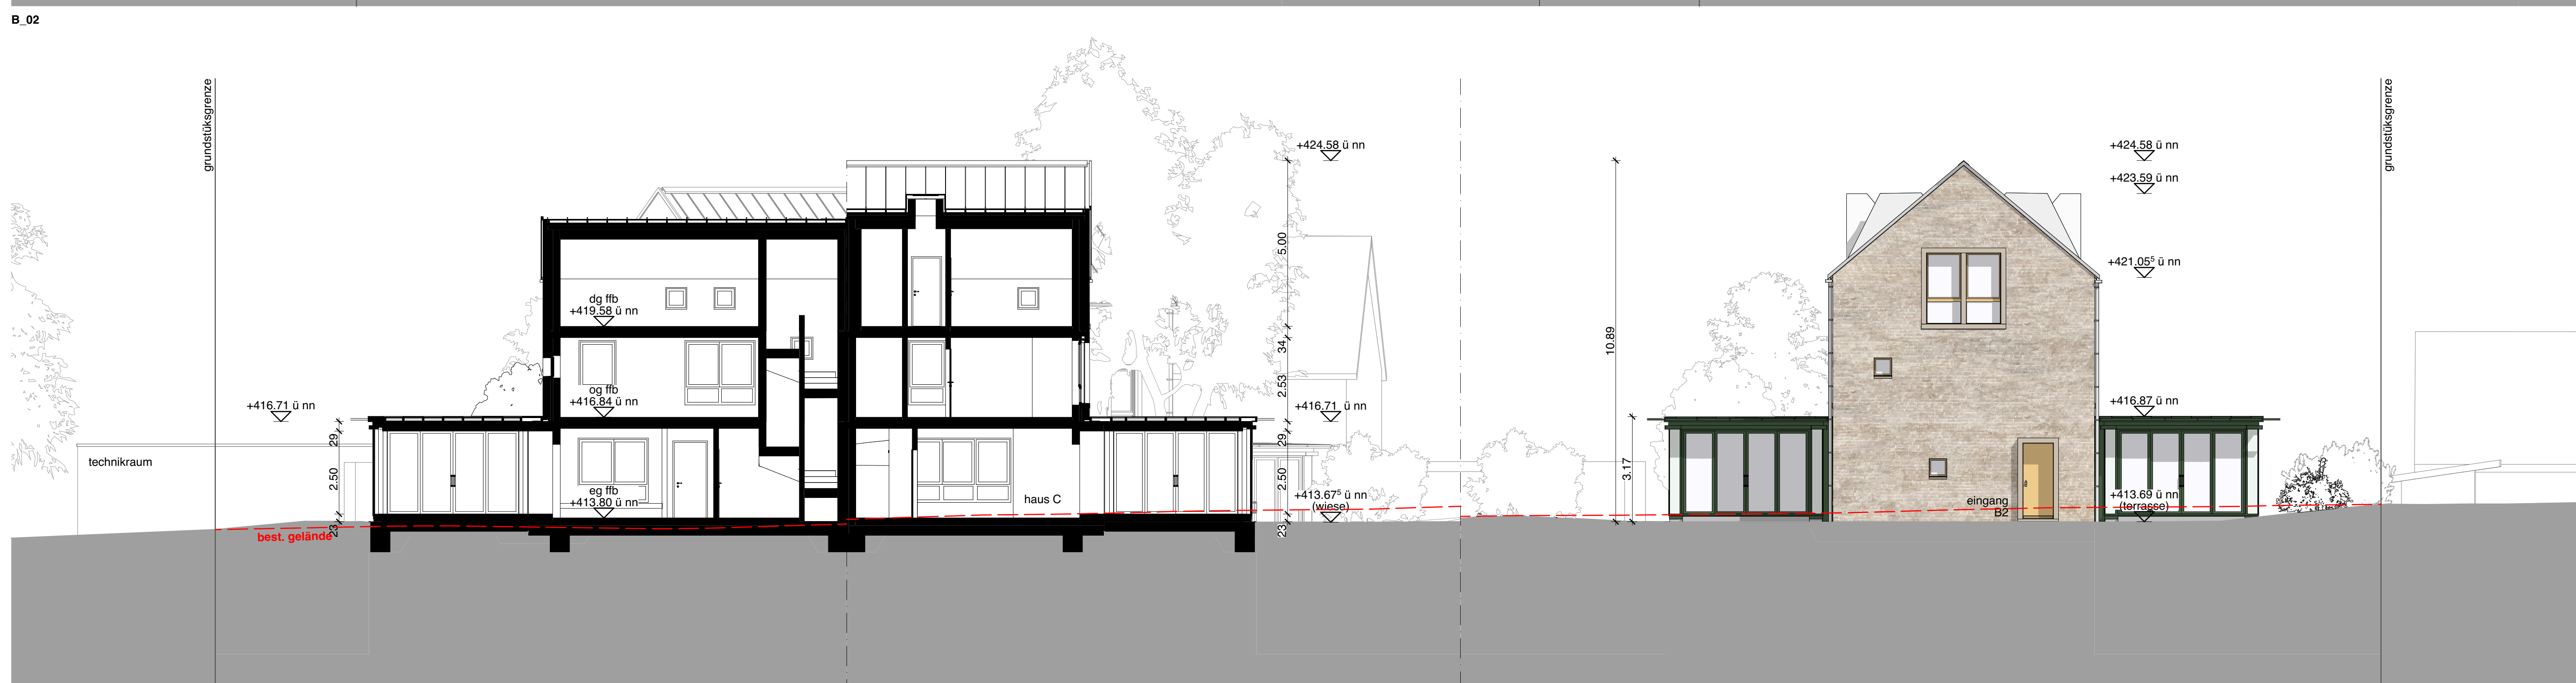 B_02
grundstüksgrenze
+416.71 ü nn
technikraum
29
2.50
23
best. gelände
dg ffb
+419.58 ü nn
og ffb
+416.84 ü nn
eg ffb
+413.80 ü nn
haus C
+424.58 ü nn
5.00
34
2.53
+416.71 ü nn
29
2.50
+413.67⁵ ü nn
(wiese)
23
10.89
3.17
eingang
B2
+424.58 ü nn
+423.59 ü nn
+421.05⁵ ü nn
+416.87 ü nn
+413.69 ü nn
(terrasse)
grundstüksgrenze